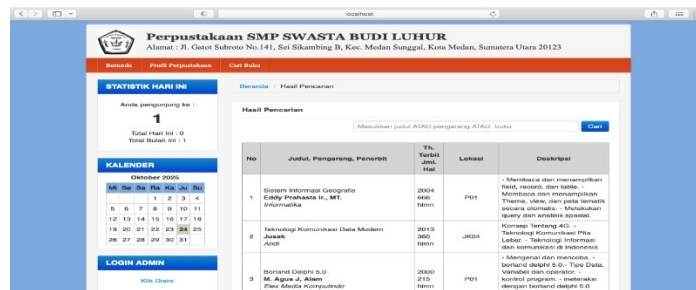 localhost
Perpustakaan SMP SWASTA BUDI LUHUR
Alamat : Jl. Gatot Subroto No.141, Sei Sikambing B, Kec. Medan Sunggal, Kota Medan, Sumatera Utara 20123
Beranda Profil Perpustakaan Cari Buku
STATISTIK HARI INI
Anda pengunjung ke :
1
Total Hari Ini : 0
Total Bulan Ini : 1
KALENDER
Oktober 2025
Mi Se Sa Ra Ka Ju Su
1 2 3 4
5 6 7 8 9 10 11
12 13 14 15 16 17 18
19 20 21 22 23 24 25
26 27 28 29 30 31
LOGIN ADMIN
Klik Disini
Beranda / Hasil Pencarian
Hasil Pencarian
Masukkan judul ATAU pengarang ATAU buku Cari
No Judul, Pengarang, Penerbit Th. Terbit Jml. Hal Lokasi Deskripsi
1
Sistem Informasi Geografis
Eddy Prahasta Ir., MT.
Informatika
2004
666
hlmn
P01
- Membaca dan menampilkan
field, record, dan table. -
Membaca dan menampilkan
Theme, view, dan peta tematik
secara otomatis. - Melakukan
query dan analisis spasial.
2
Teknologi Komunikasi Data Modern
Jusak
Andi
2013
360
hlmn
JK04
Konsep Tenteng 4G. -
Teknologi Komunikasi Pita
Lebar. - Teknologi Informasi
dan komunikasi di Indonesia
3
Borland Delphi 5.0
M. Agus J, Alam
Elex Media Komputindo
2000
215
hlmn
P01
- Mengenal dan mencoba. -
borland delphi 5.0.- Tipe Data,
Variabel dan operator. -
kontrol program. -
dengan borland delphi 5.0